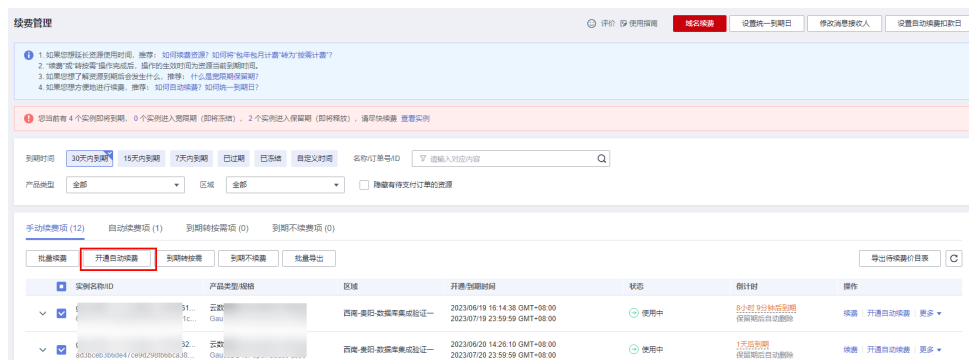 续费管理
评价 使用指南 域名续费 设置统一到期日 修改消息接收人 设置自动续费扣款日
1. 如果您想延长资源使用时间，推荐： 如何续费资源? 如何将“包年包月计费”转为“按需计费”?
2. “续费”或“转按需”操作完成后，操作的生效时间为资源当前到期时间。
3. 如果您想了解资源到期后会发生什么，推荐： 什么是宽限期保留期?
4. 如果您想方便地进行续费，推荐： 如何自动续费? 如何统一到期日?
您当前有 4 个实例即将到期， 0 个实例进入宽限期（即将冻结）， 2 个实例进入保留期（即将释放），请尽快续费 查看实例
到期时间 30天内到期 15天内到期 7天内到期 已过期 已冻结 自定义时间 名称/订单号/ID 请输入对应内容
产品类型 全部 区域 全部 隐藏有待支付订单的资源
手动续费项 (12) 自动续费项 (1) 到期转按需项 (0) 到期不续费项 (0)
批量续费 开通自动续费 到期转按需 到期不续费 批量导出 导出待续费价目表
实例名称/ID 产品类型/规格 区域 开通/到期时间 状态 倒计时 操作
61... 云数 西南-贵阳-数据库集成验证一 2023/06/19 16:14:38 GMT+08:00 使用中 8小时 9分钟后到期 续费 开通自动续费 更多
1c... Gau 2023/07/19 23:59:59 GMT+08:00 保留期后自动删除
62... 云数 西南-贵阳-数据库集成验证一 2023/06/20 14:26:10 GMT+08:00 使用中 1天后到期 续费 开通自动续费 更多
2023/07/20 23:59:59 GMT+08:00 保留期后自动删除